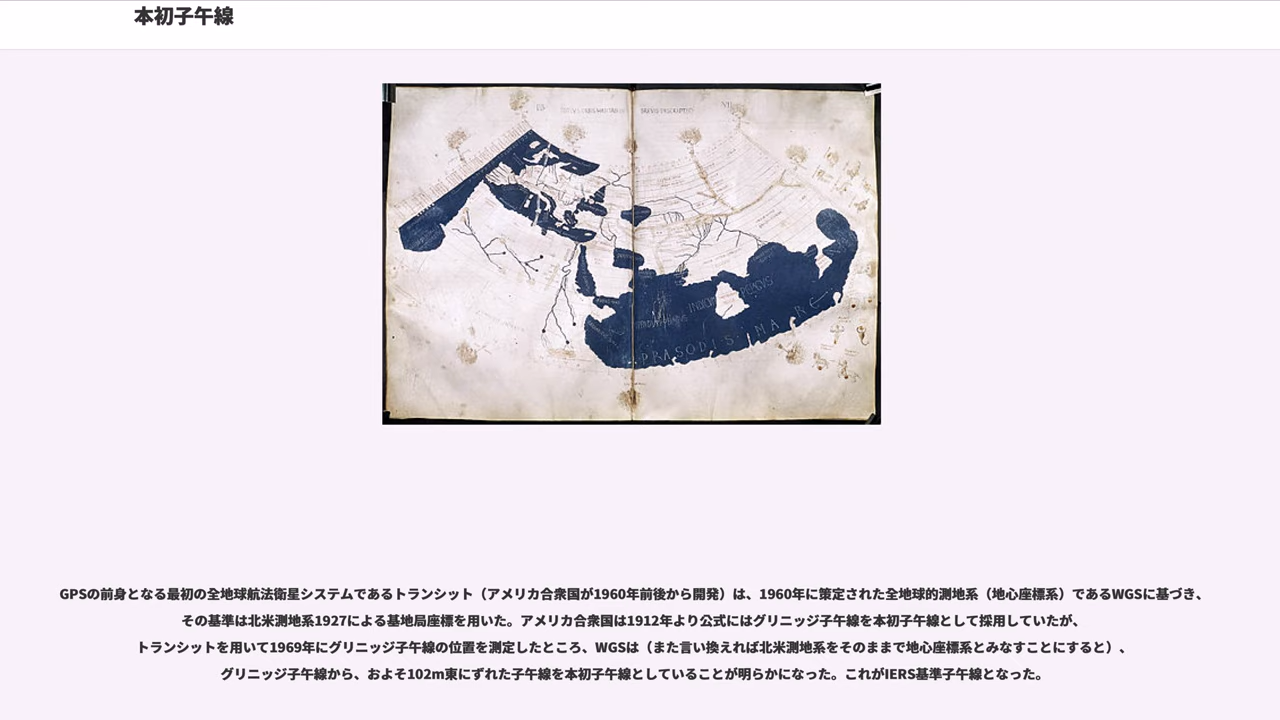 本初子午線
PRASODIS MARE
GPSの前身となる最初の全地球航法衛星システムであるトランシット（アメリカ合衆国が1960年前後から開発）は、1960年に策定された全地球的測地系（地心座標系）であるWGSに基づき、
その基準は北米測地系1927による基地局座標を用いた。アメリカ合衆国は1912年より公式にはグリニッジ子午線を本初子午線として採用していたが、
トランシットを用いて1969年にグリニッジ子午線の位置を測定したところ、WGSは（また言い換えれば北米測地系をそのままで地心座標系とみなすことにすると）、
グリニッジ子午線から、およそ102m東にずれた子午線を本初子午線としていることが明らかになった。これがIERS基準子午線となった。